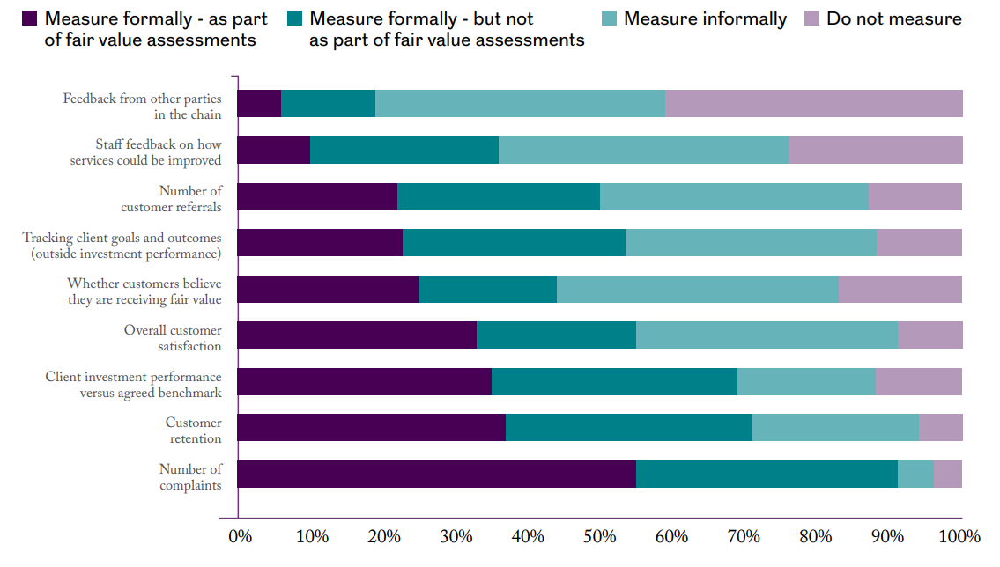 Measure formally - as part
of fair value assessments
Measure formally - but not
as part of fair value assessments
Measure informally
Do not measure
Feedback from other parties
in the chain
Staff feedback on how
services could be improved
Number of
customer referrals
Tracking client goals and outcomes
(outside investment performance)
Whether customers believe
they are receiving fair value
Overall customer
satisfaction
Client investment performance
versus agreed benchmark
Customer
retention
Number of
complaints
0% 10% 20% 30% 40% 50% 60% 70% 80% 90% 100%